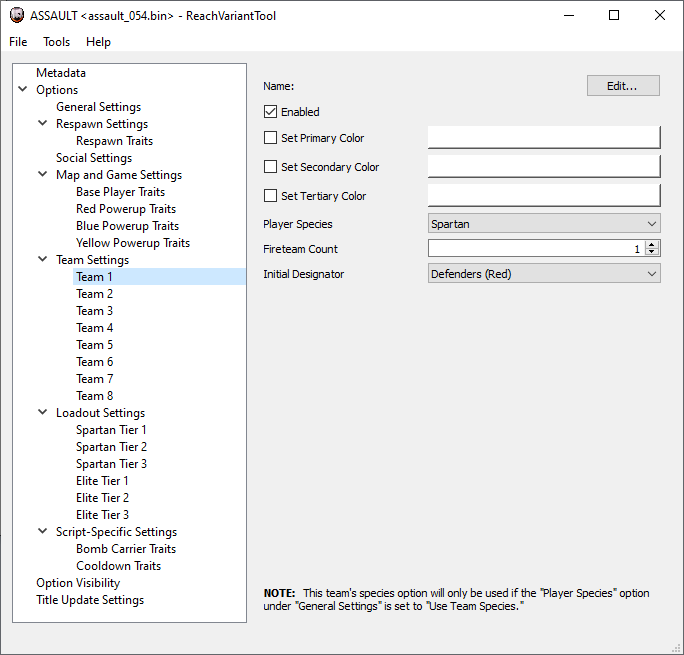 ASSAULT <assault_054.bin> - ReachVariantTool
File Tools Help
Metadata
Options
General Settings
Respawn Settings
Respawn Traits
Social Settings
Map and Game Settings
Base Player Traits
Red Powerup Traits
Blue Powerup Traits
Yellow Powerup Traits
Team Settings
Team 1
Team 2
Team 3
Team 4
Team 5
Team 6
Team 7
Team 8
Loadout Settings
Spartan Tier 1
Spartan Tier 2
Spartan Tier 3
Elite Tier 1
Elite Tier 2
Elite Tier 3
Script-Specific Settings
Bomb Carrier Traits
Cooldown Traits
Option Visibility
Title Update Settings
Name: Edit...
Enabled
Set Primary Color
Set Secondary Color
Set Tertiary Color
Player Species Spartan
Fireteam Count 1
Initial Designator Defenders (Red)
NOTE: This team's species option will only be used if the "Player Species" option
under "General Settings" is set to "Use Team Species."